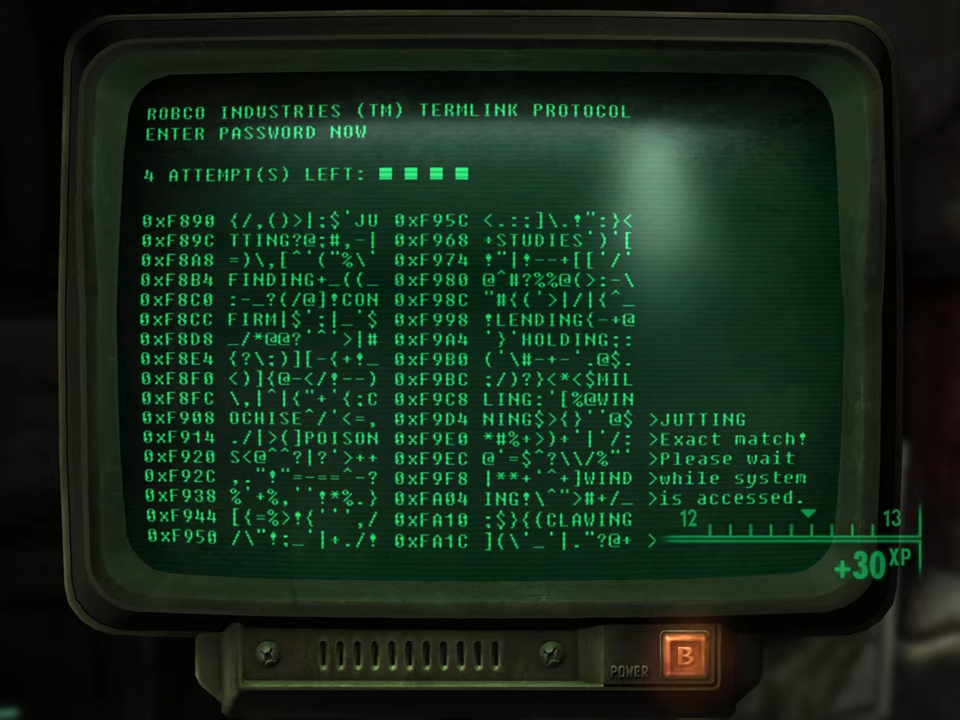 ROBCO INDUSTRIES (TM) TERMLINK PROTOCOL
ENTER PASSWORD NOW
4 ATTEMPT(S) LEFT: ■ ■ ■ ■
0xF890 {/,()>|:$'JU 0xF95C <.:;]\.!":}<
0xF89C TTING?@;#,-| 0xF968 +STUDIES')'[
0xF8A8 =)\,[^'("%\' 0xF974 !"|!--+[['/'
0xF8B4 FINDING+_((_ 0xF980 @^#?%%@(>:-\
0xF8C0 :-_?(/@]!CON 0xF98C "#{('>|/|{^_
0xF8CC FIRM|$';|_'$ 0xF998 !LENDING{-+@
0xF8D8 _/*@@?'^'>|# 0xF9A4 '}'HOLDING;:
0xF8E4 {?\;)][-{+!_ 0xF9B0 ('\#-+-'.@$.
0xF8F0 <)]{@-</!--) 0xF9BC ;/)?}<*<$MIL
0xF8FC \,|^|{"+'{;C 0xF9C8 LING:'[%@WIN
0xF908 OCHISE^/'<=, 0xF9D4 NING$>{}''@$ >JUTTING
0xF914 ./|>(]POISON 0xF9E0 *#%+>)+'|'/: >Exact match!
0xF920 S<@^^?|?'>++ 0xF9EC @'=$^?\\/%"' >Please wait
0xF92C ,."!"=-==^-? 0xF9F8 |**+'^+]WIND >while system
0xF938 %'+%,''!*%.} 0xFA04 ING!\^">#+/_ >is accessed.
0xF944 [{=%>!{''',/ 0xFA10 ;$}{(CLAWING
0xF950 /\"!;_'|+./! 0xFA1C ](\'_'|."?@+ >
12 13
+30 XP
POWER B